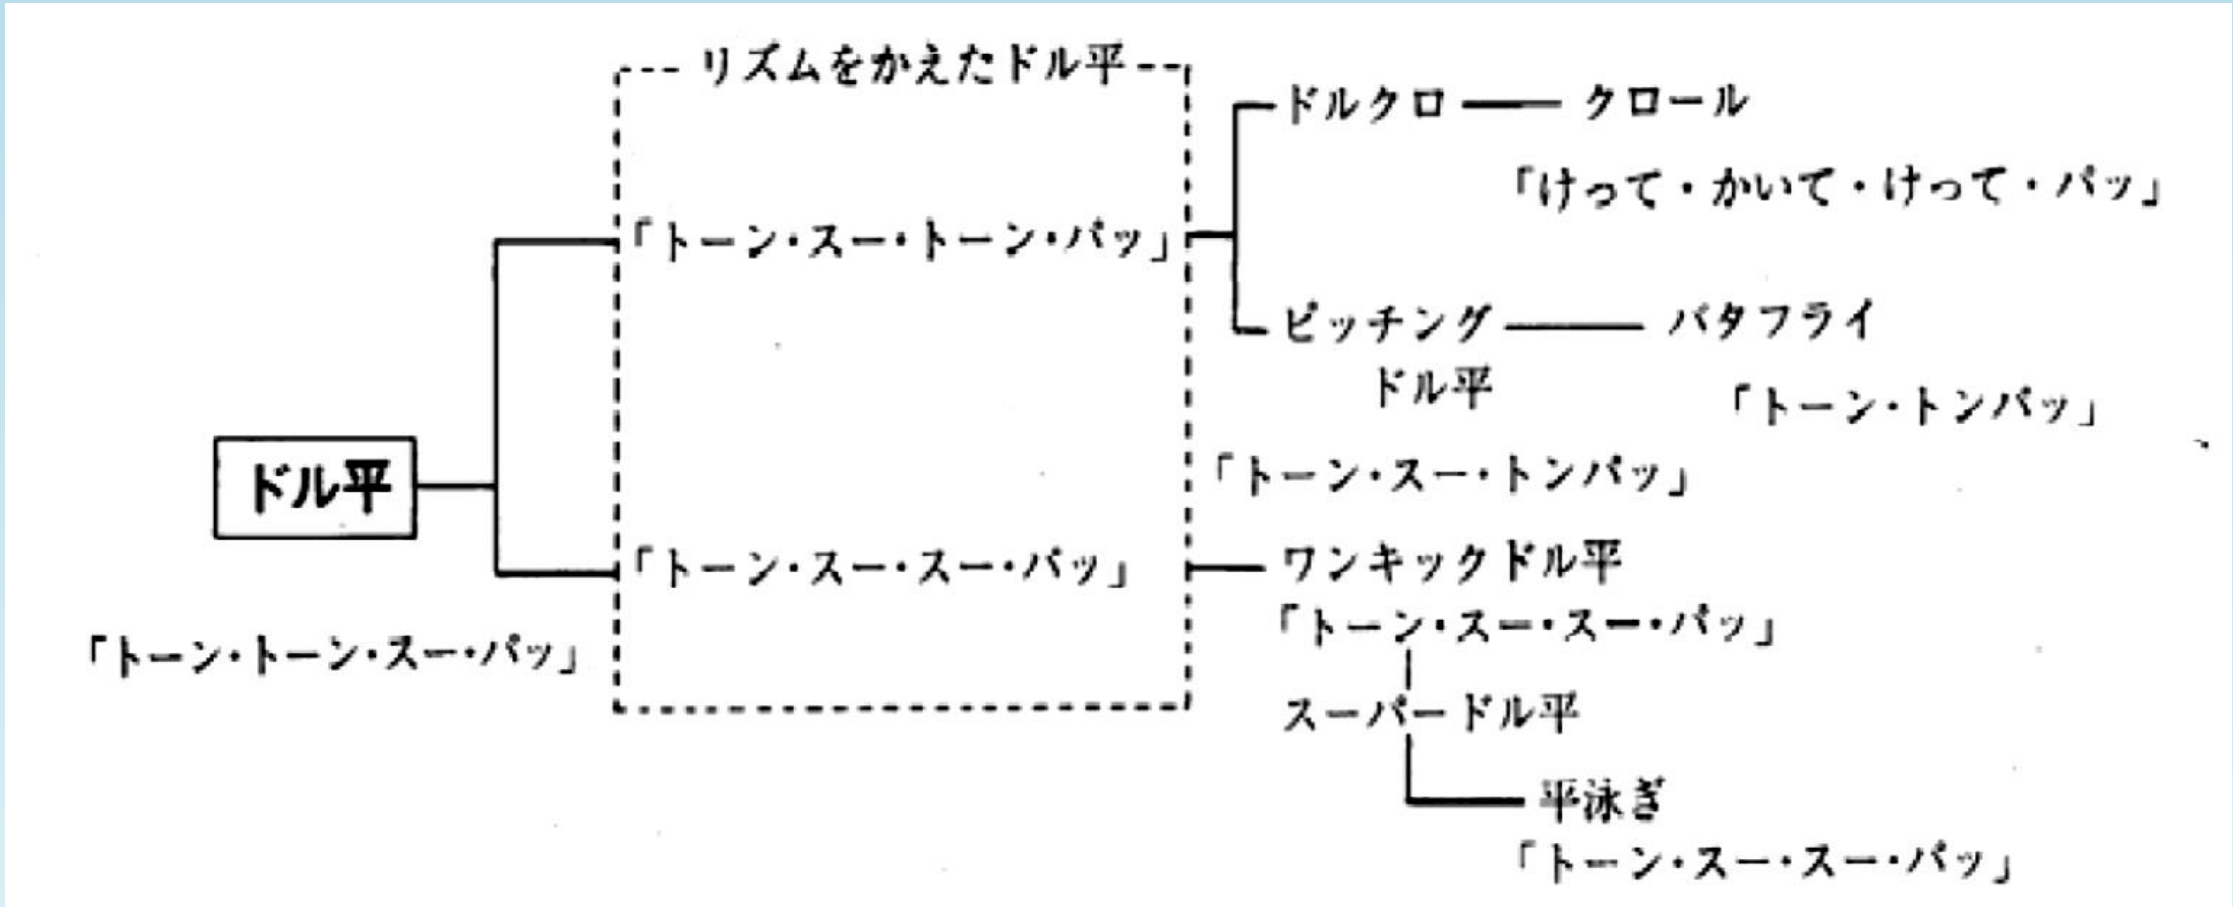 リズムをかえたドル平
ドルクロ クロール
「けって・かいて・けって・パッ」
「トーン・スー・トーン・パッ」
ピッチング バタフライ
ドル平
「トーン・トンパッ」
「トーン・スー・トンパッ」
ドル平
「トーン・スー・スー・パッ」
ワンキックドル平
「トーン・スー・スー・パッ」
「トーン・トーン・スー・パッ」
スーパードル平
平泳ぎ
「トーン・スー・スー・パッ」